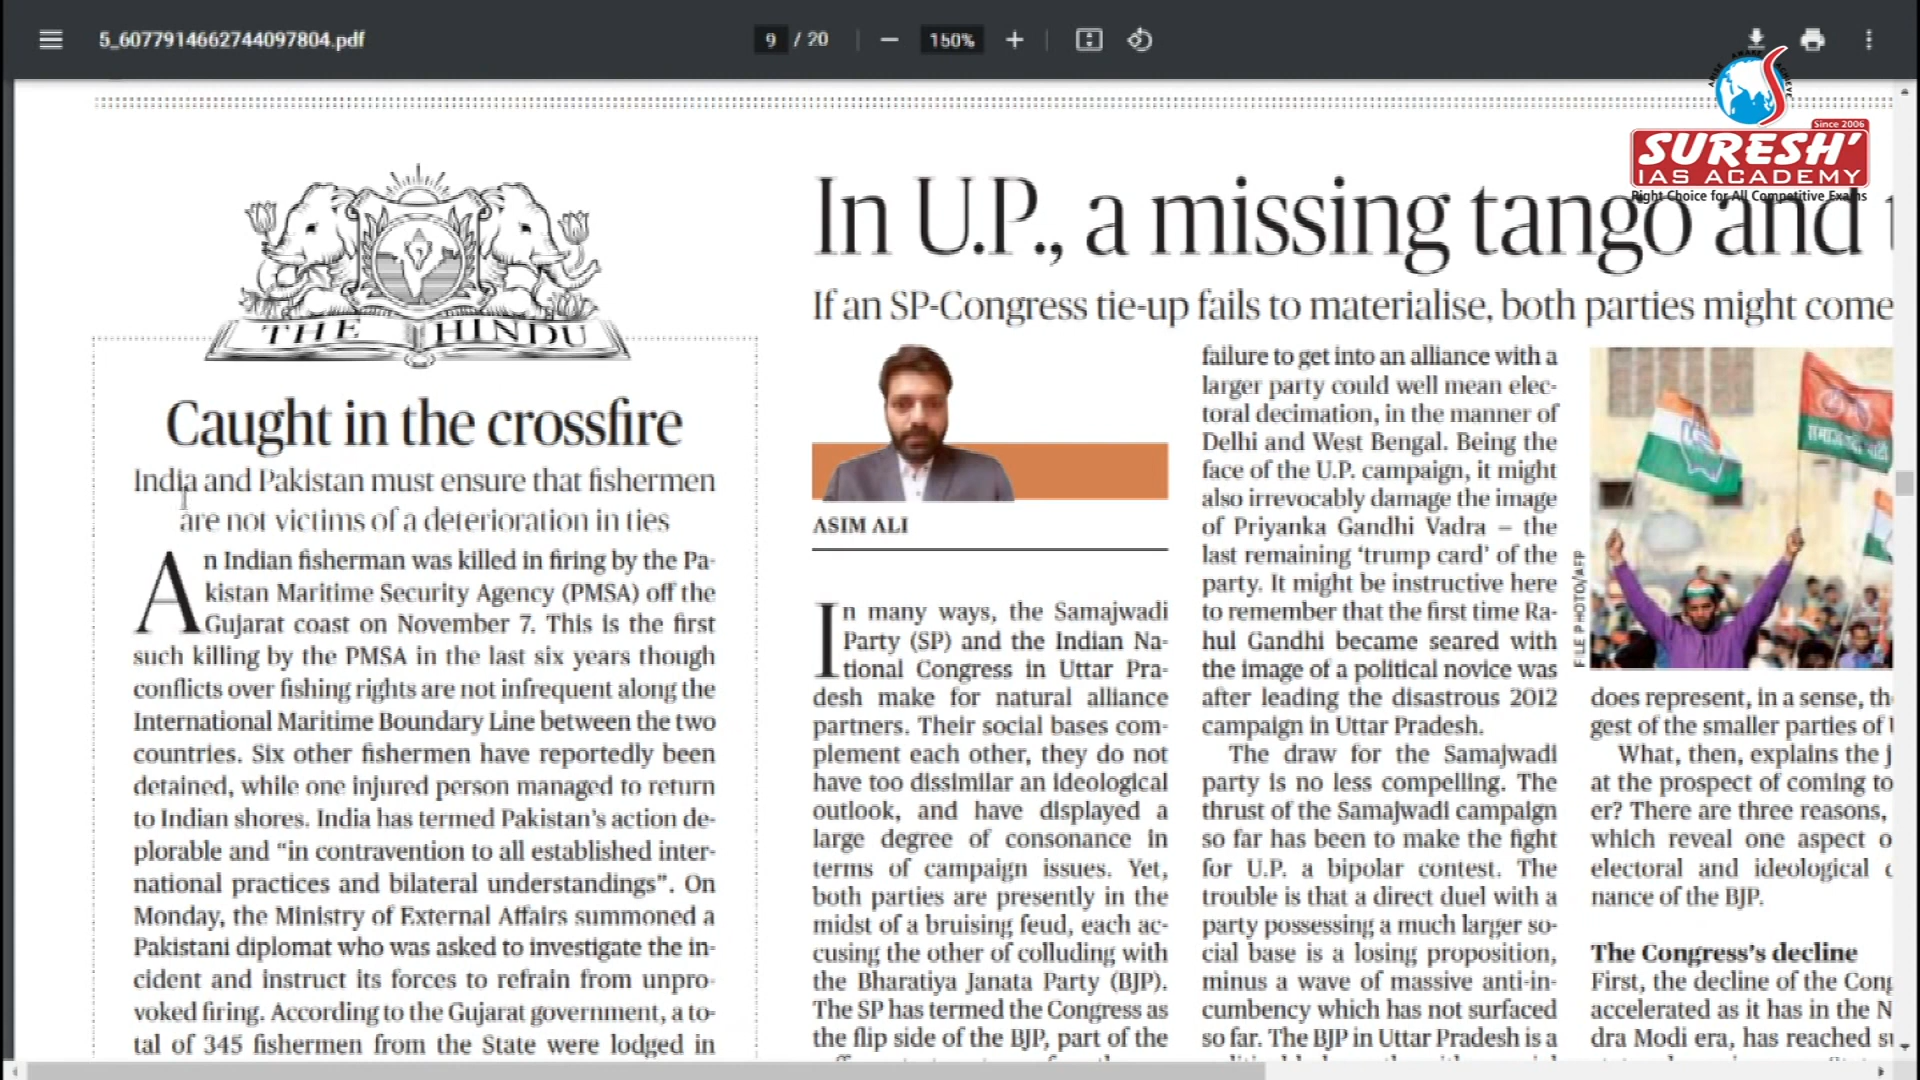 5_6077914662744097804.pdf
9 / 20
150%
ARISE AWAKE ACHIEVE
Since 2006
SURESH'
IAS ACADEMY
Right Choice for All Competitive Exams
THE HINDU
Caught in the crossfire
India and Pakistan must ensure that fishermen
are not victims of a deterioration in ties
An Indian fisherman was killed in firing by the Pa-
kistan Maritime Security Agency (PMSA) off the
Gujarat coast on November 7. This is the first
such killing by the PMSA in the last six years though
conflicts over fishing rights are not infrequent along the
International Maritime Boundary Line between the two
countries. Six other fishermen have reportedly been
detained, while one injured person managed to return
to Indian shores. India has termed Pakistan's action de-
plorable and “in contravention to all established inter-
national practices and bilateral understandings”. On
Monday, the Ministry of External Affairs summoned a
Pakistani diplomat who was asked to investigate the in-
cident and instruct its forces to refrain from unpro-
voked firing. According to the Gujarat government, a to-
tal of 345 fishermen from the State were lodged in
In U.P., a missing tango and
If an SP-Congress tie-up fails to materialise, both parties might come
ASIM ALI
In many ways, the Samajwadi
Party (SP) and the Indian Na-
tional Congress in Uttar Pra-
desh make for natural alliance
partners. Their social bases com-
plement each other, they do not
have too dissimilar an ideological
outlook, and have displayed a
large degree of consonance in
terms of campaign issues. Yet,
both parties are presently in the
midst of a bruising feud, each ac-
cusing the other of colluding with
the Bharatiya Janata Party (BJP).
The SP has termed the Congress as
the flip side of the BJP, part of the
failure to get into an alliance with a
larger party could well mean elec-
toral decimation, in the manner of
Delhi and West Bengal. Being the
face of the U.P. campaign, it might
also irrevocably damage the image
of Priyanka Gandhi Vadra – the
last remaining ‘trump card’ of the
party. It might be instructive here
to remember that the first time Ra-
hul Gandhi became seared with
the image of a political novice was
after leading the disastrous 2012
campaign in Uttar Pradesh.
The draw for the Samajwadi
party is no less compelling. The
thrust of the Samajwadi campaign
so far has been to make the fight
for U.P. a bipolar contest. The
trouble is that a direct duel with a
party possessing a much larger so-
cial base is a losing proposition,
minus a wave of massive anti-in-
cumbency which has not surfaced
so far. The BJP in Uttar Pradesh is a
FILE PHOTO/AFP
does represent, in a sense, th
gest of the smaller parties of
What, then, explains the j
at the prospect of coming to
er? There are three reasons,
which reveal one aspect o
electoral and ideological
nance of the BJP.
The Congress's decline
First, the decline of the Cong
accelerated as it has in the N
dra Modi era, has reached su